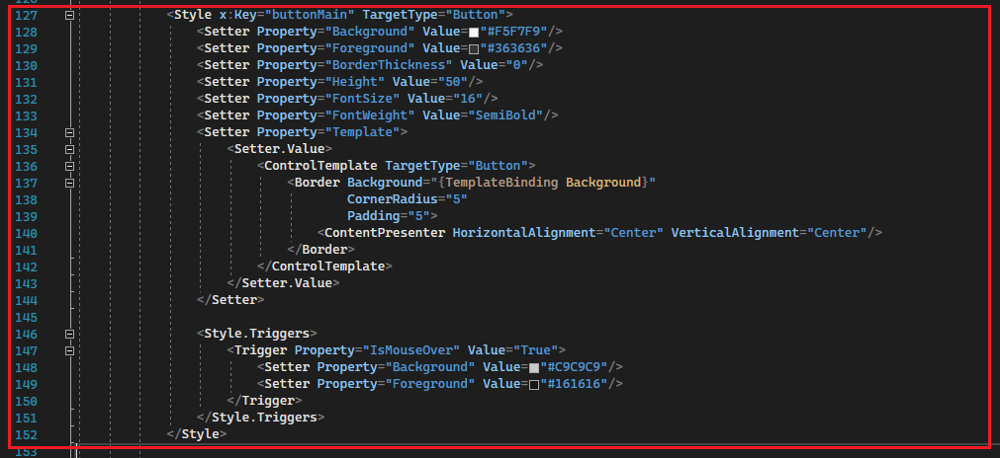 127 <Style x:Key="buttonMain" TargetType="Button">
128 <Setter Property="Background" Value="#F5F7F9"/>
129 <Setter Property="Foreground" Value="#363636"/>
130 <Setter Property="BorderThickness" Value="0"/>
131 <Setter Property="Height" Value="50"/>
132 <Setter Property="FontSize" Value="16"/>
133 <Setter Property="FontWeight" Value="SemiBold"/>
134 <Setter Property="Template">
135 <Setter.Value>
136 <ControlTemplate TargetType="Button">
137 <Border Background="{TemplateBinding Background}"
138 CornerRadius="5"
139 Padding="5">
140 <ContentPresenter HorizontalAlignment="Center" VerticalAlignment="Center"/>
141 </Border>
142 </ControlTemplate>
143 </Setter.Value>
144 </Setter>
145
146 <Style.Triggers>
147 <Trigger Property="IsMouseOver" Value="True">
148 <Setter Property="Background" Value="#C9C9C9"/>
149 <Setter Property="Foreground" Value="#161616"/>
150 </Trigger>
151 </Style.Triggers>
152 </Style>
153